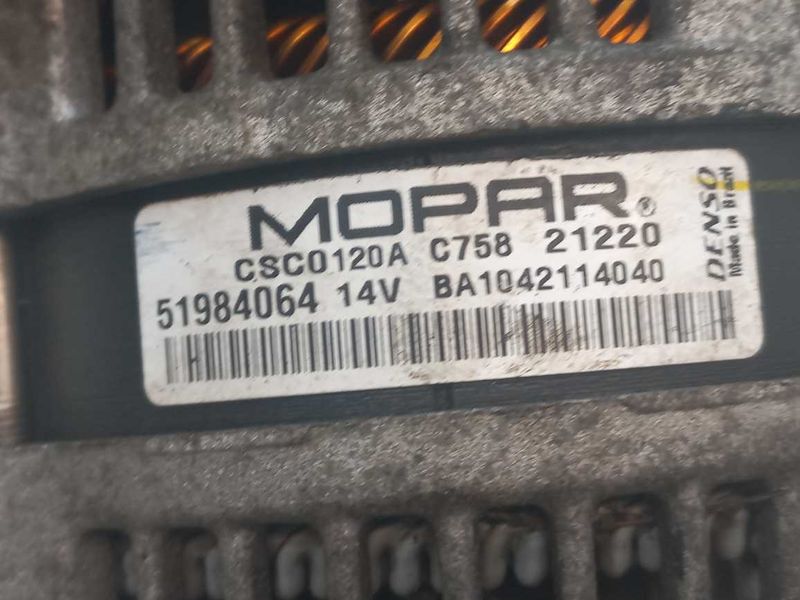 MOPAR®
CSC0120A C758 21220
51984064 14V BA1042114040
DENSO
Made in Brazil